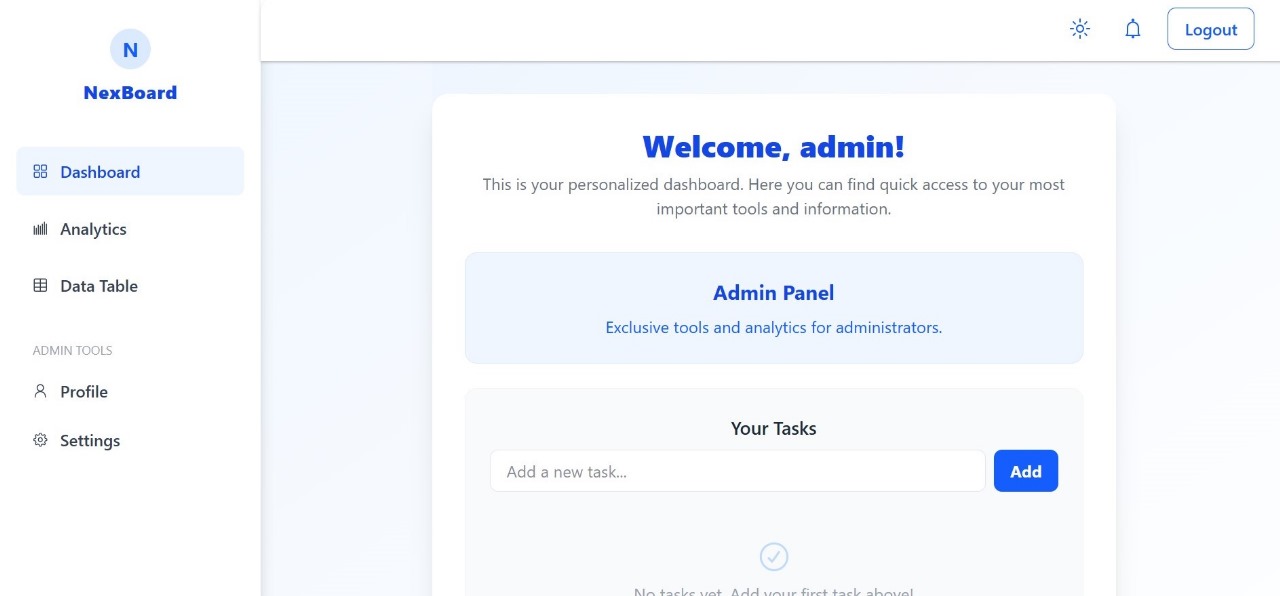 N
NexBoard
Dashboard
Analytics
Data Table
ADMIN TOOLS
Profile
Settings
Logout
Welcome, admin!
This is your personalized dashboard. Here you can find quick access to your most
important tools and information.
Admin Panel
Exclusive tools and analytics for administrators.
Your Tasks
Add a new task...
Add
No tasks yet. Add your first task above!